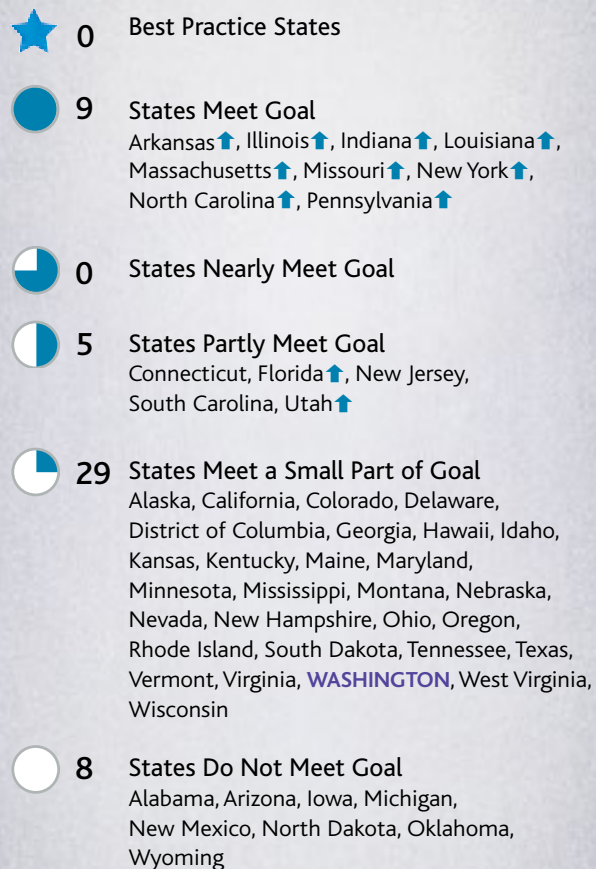 0 Best Practice States
9 States Meet Goal
Arkansas⬆, Illinois⬆, Indiana⬆, Louisiana⬆,
Massachusetts⬆, Missouri⬆, New York⬆,
North Carolina⬆, Pennsylvania⬆
0 States Nearly Meet Goal
5 States Partly Meet Goal
Connecticut, Florida⬆, New Jersey,
South Carolina, Utah⬆
29 States Meet a Small Part of Goal
Alaska, California, Colorado, Delaware,
District of Columbia, Georgia, Hawaii, Idaho,
Kansas, Kentucky, Maine, Maryland,
Minnesota, Mississippi, Montana, Nebraska,
Nevada, New Hampshire, Ohio, Oregon,
Rhode Island, South Dakota, Tennessee, Texas,
Vermont, Virginia, WASHINGTON, West Virginia,
Wisconsin
8 States Do Not Meet Goal
Alabama, Arizona, Iowa, Michigan,
New Mexico, North Dakota, Oklahoma,
Wyoming